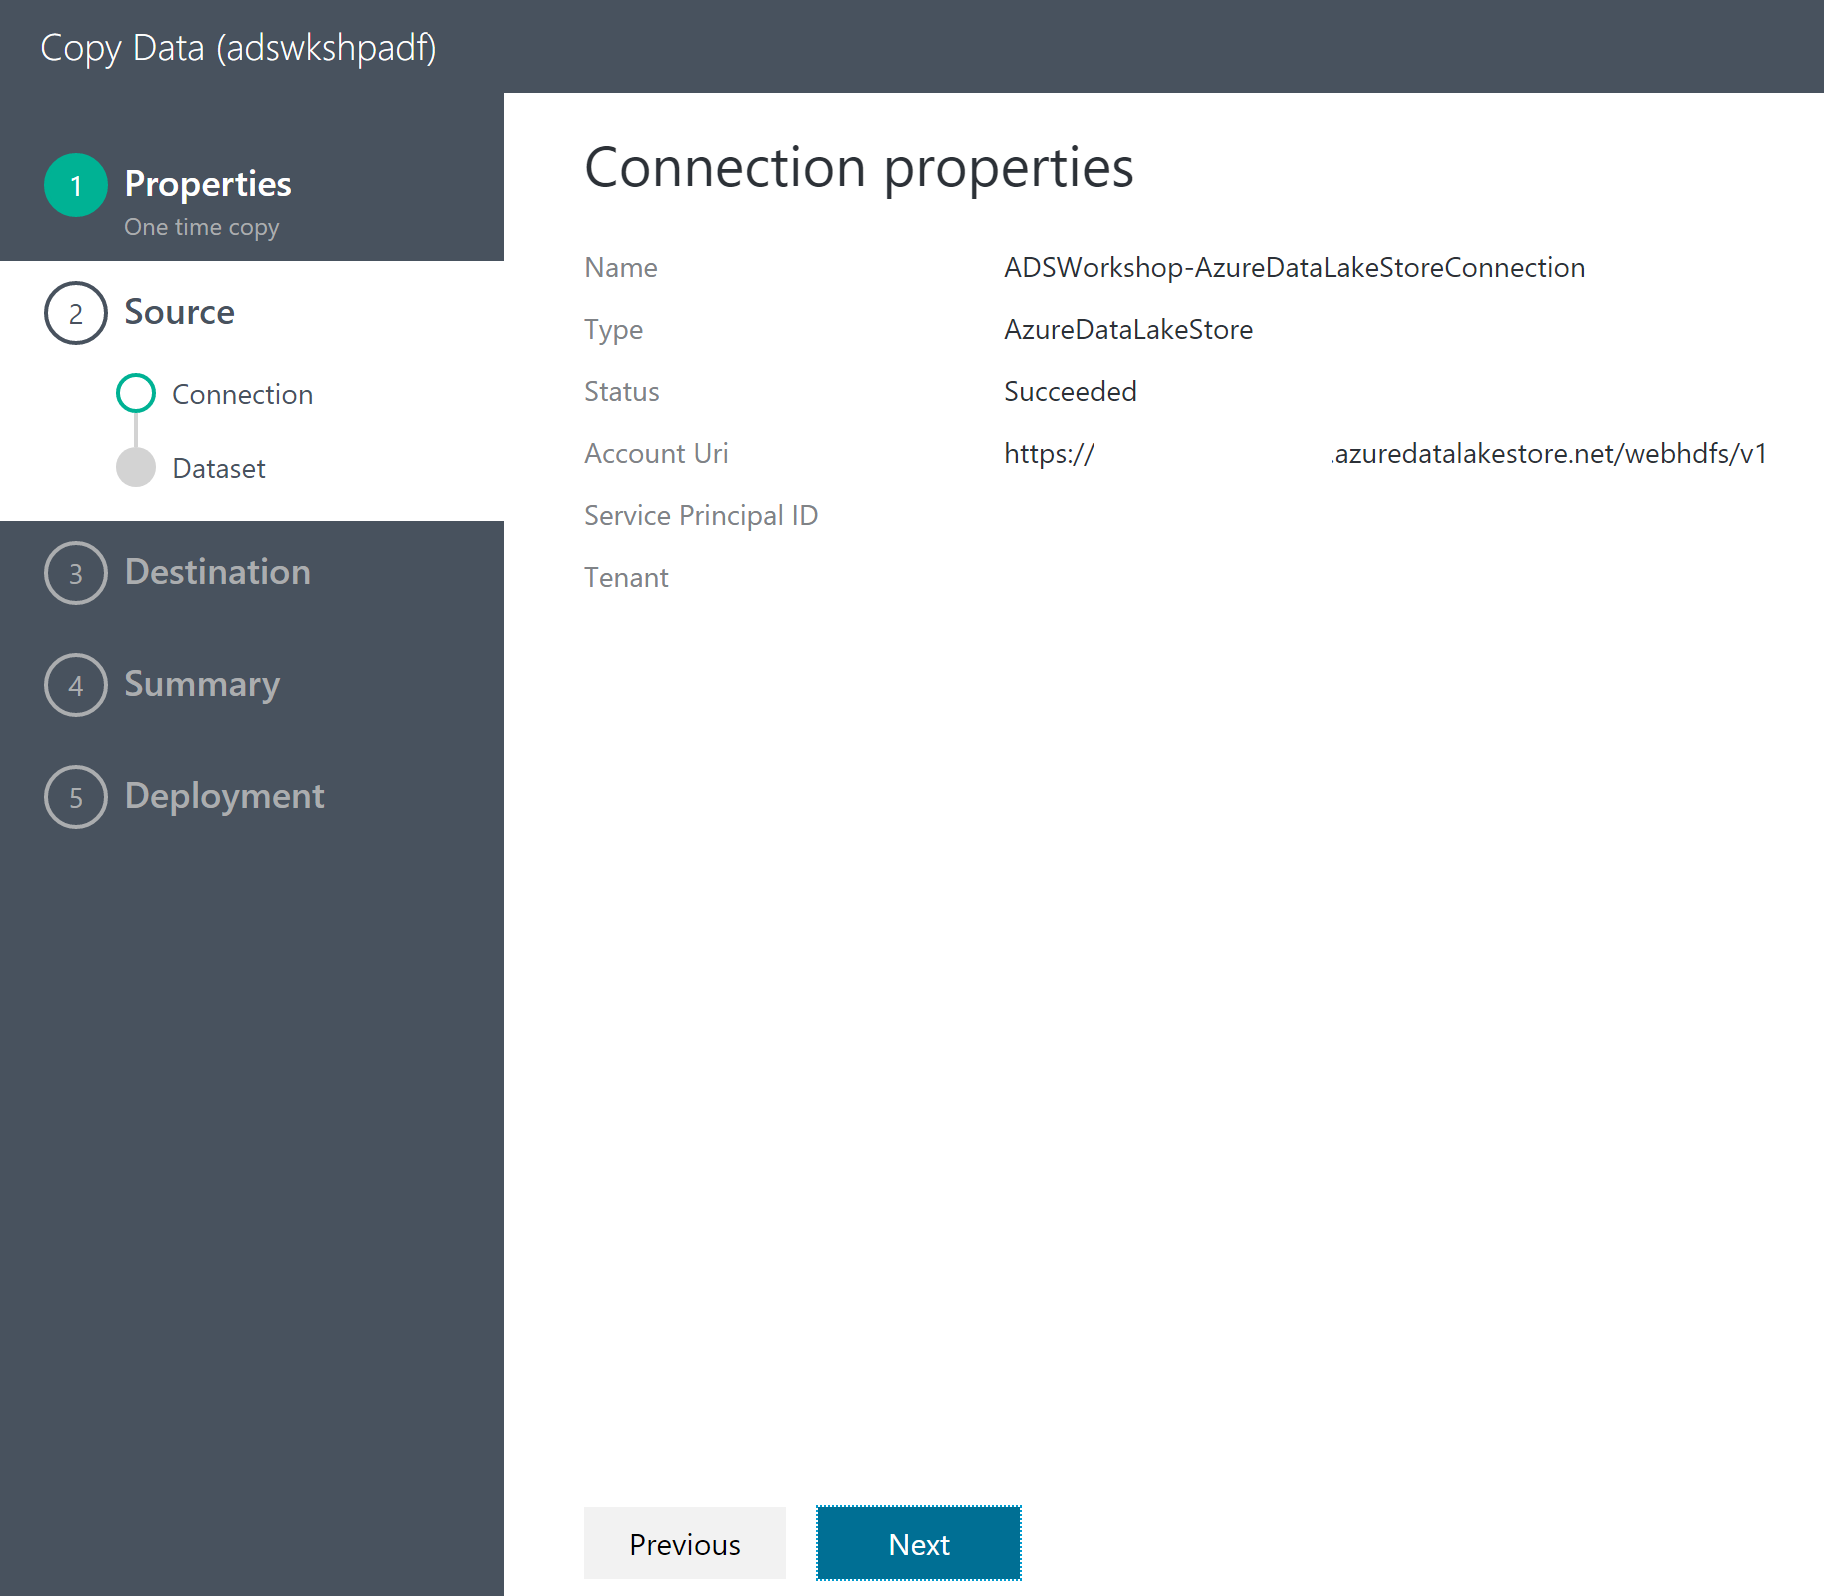 Copy Data (adswkshpadf)
1 Properties
One time copy
2 Source
Connection
Dataset
3 Destination
4 Summary
5 Deployment
Connection properties
Name ADSWorkshop-AzureDataLakeStoreConnection
Type AzureDataLakeStore
Status Succeeded
Account Uri https:// .azuredatalakestore.net/webhdfs/v1
Service Principal ID
Tenant
Previous Next